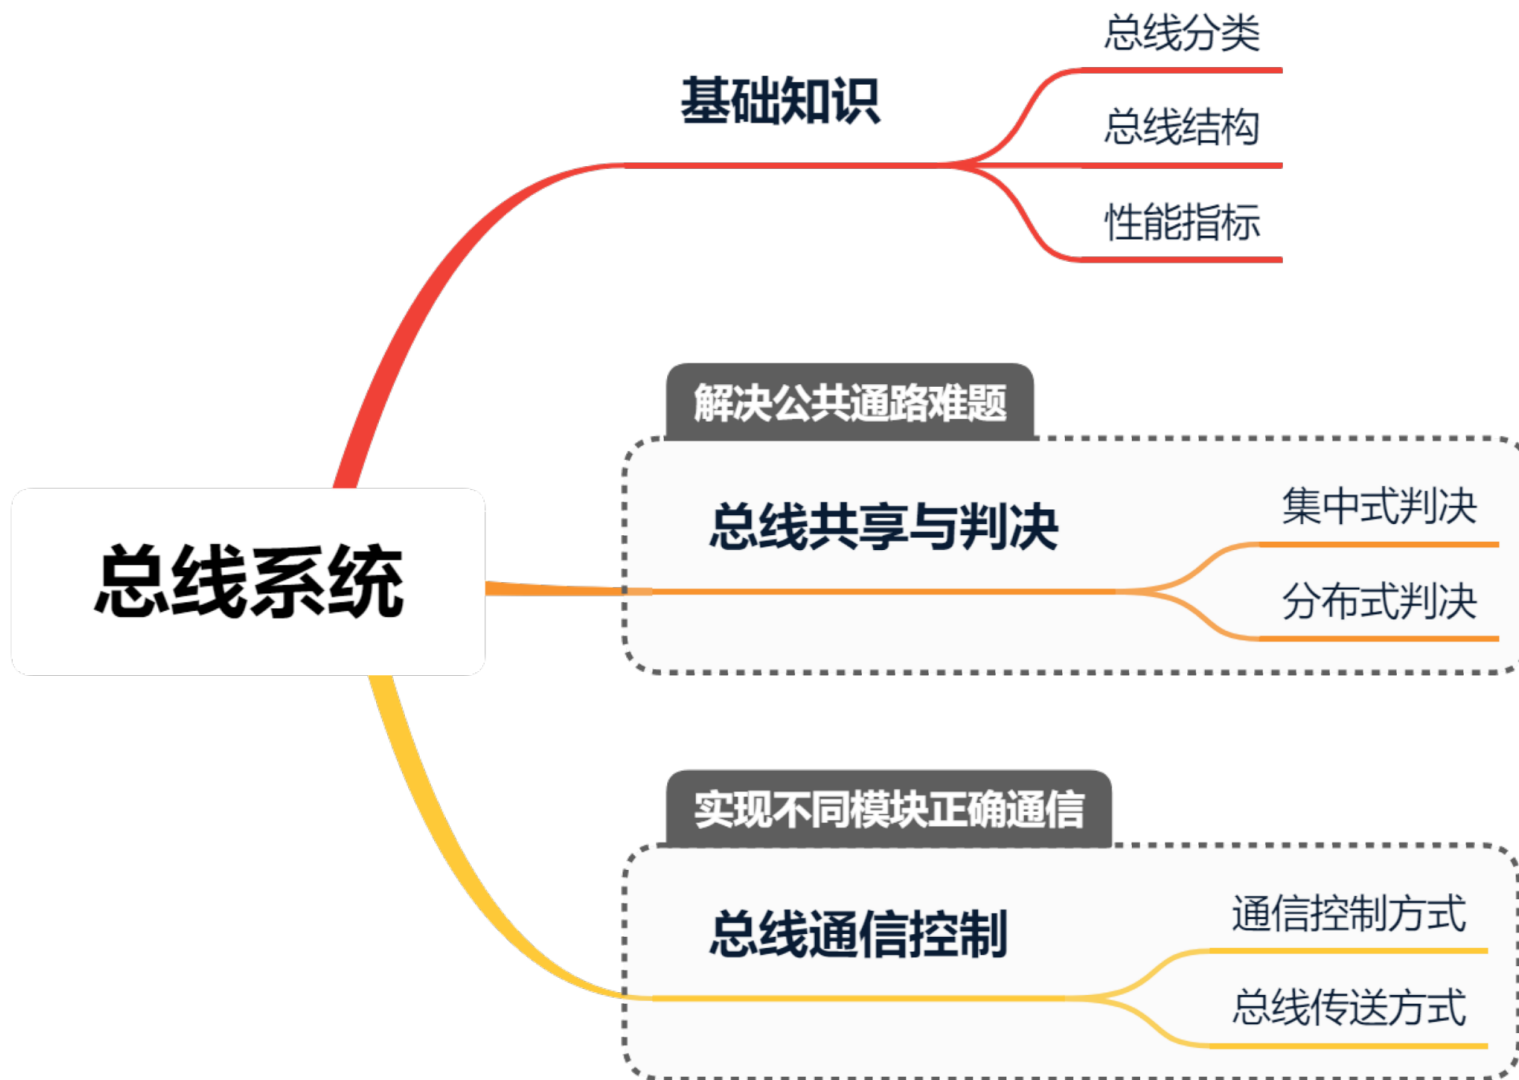 总线系统
基础知识
总线分类
总线结构
性能指标
解决公共通路难题
总线共享与判决
集中式判决
分布式判决
实现不同模块正确通信
总线通信控制
通信控制方式
总线传送方式